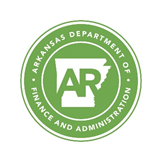 ARKANSAS DEPARTMENT OF
AR
FINANCE AND ADMINISTRATION